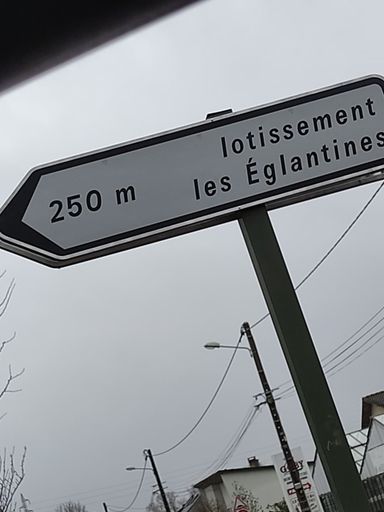 lotissement
250 m les Églantines